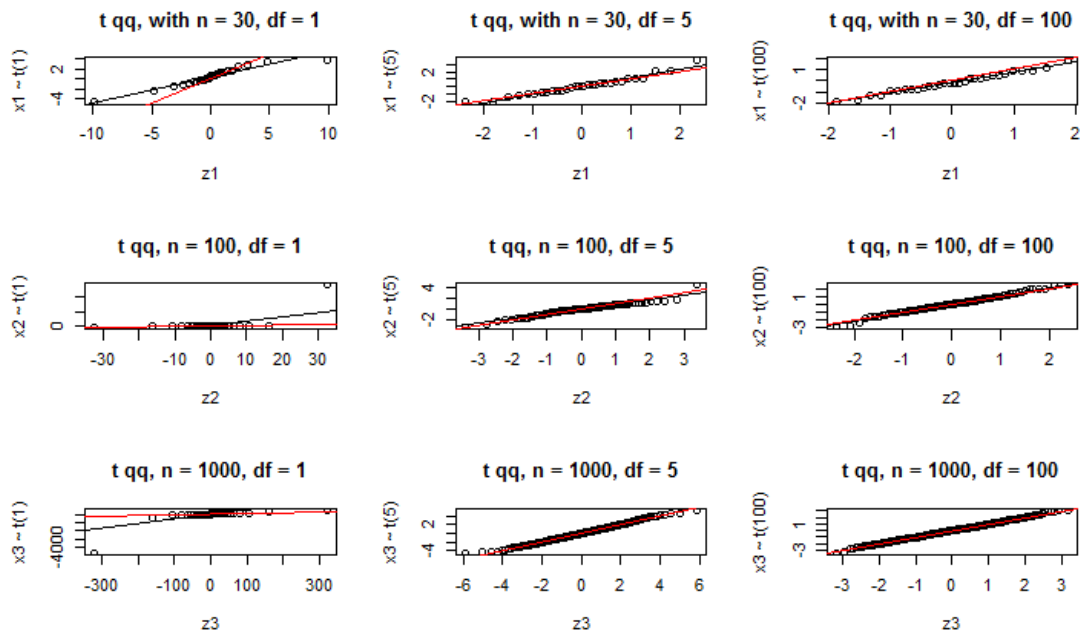 t qq, with n = 30, df = 1
x1 ~ t(1)
2
-4
-10 -5 0 5 10
z1
t qq, with n = 30, df = 5
x1 ~ t(5)
2
-2
-2 -1 0 1 2
z1
t qq, with n = 30, df = 100
x1 ~ t(100)
1
-2
-2 -1 0 1 2
z1
t qq, n = 100, df = 1
x2 ~ t(1)
0
-30 -10 0 10 20 30
z2
t qq, n = 100, df = 5
x2 ~ t(5)
4
-2
-3 -2 -1 0 1 2 3
z2
t qq, n = 100, df = 100
x2 ~ t(100)
1
-3
-2 -1 0 1 2
z2
t qq, n = 1000, df = 1
x3 ~ t(1)
-4000
-300 -100 0 100 300
z3
t qq, n = 1000, df = 5
x3 ~ t(5)
2
-4
-6 -4 -2 0 2 4 6
z3
t qq, n = 1000, df = 100
x3 ~ t(100)
1
-3
-3 -2 -1 0 1 2 3
z3